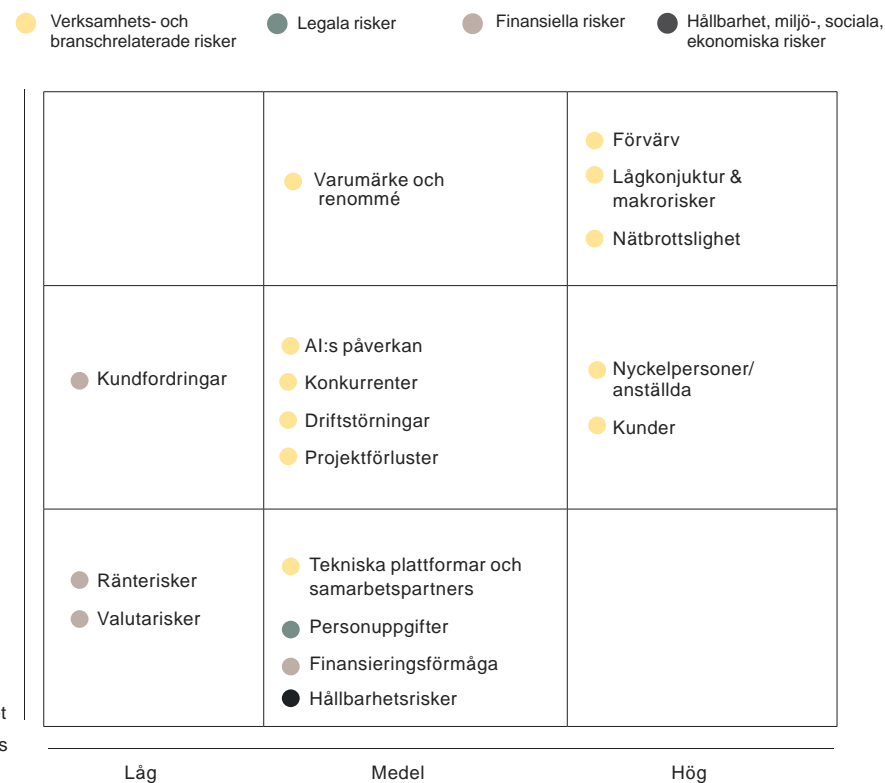 Verksamhets- och
branschrelaterade risker
Legala risker
Finansiella risker
Hållbarhet, miljö-, sociala,
ekonomiska risker
Förvärv
Varumärke och
renommé
Lågkonjuktur &
makrorisker
Nätbrottslighet
Kundfordringar
AI:s påverkan
Konkurrenter
Driftstörningar
Projektförluster
Nyckelpersoner/
anställda
Kunder
Ränterisker
Valutarisker
Tekniska plattformar och
samarbetspartners
Personuppgifter
Finansieringsförmåga
Hållbarhetsrisker
Låg
Medel
Hög